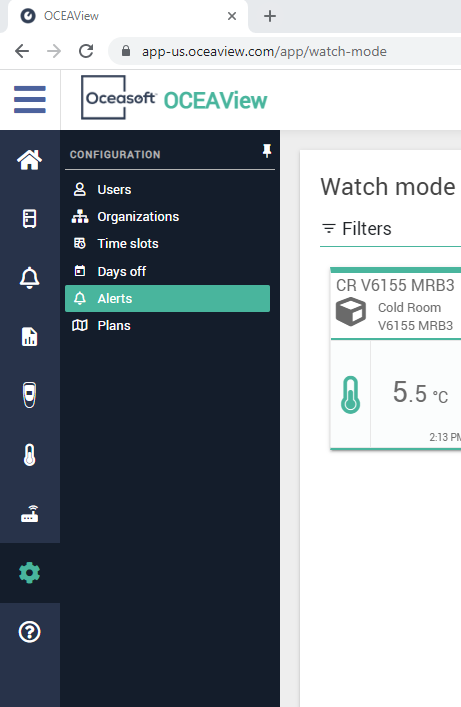 OCEAView
app-us.oceaview.com/app/watch-mode
Oceasoft® OCEAView
CONFIGURATION
Users
Organizations
Time slots
Days off
Alerts
Plans
Watch mode
Filters
CR V6155 MRB3
Cold Room
V6155 MRB3
5.5 °C
2:13 PM